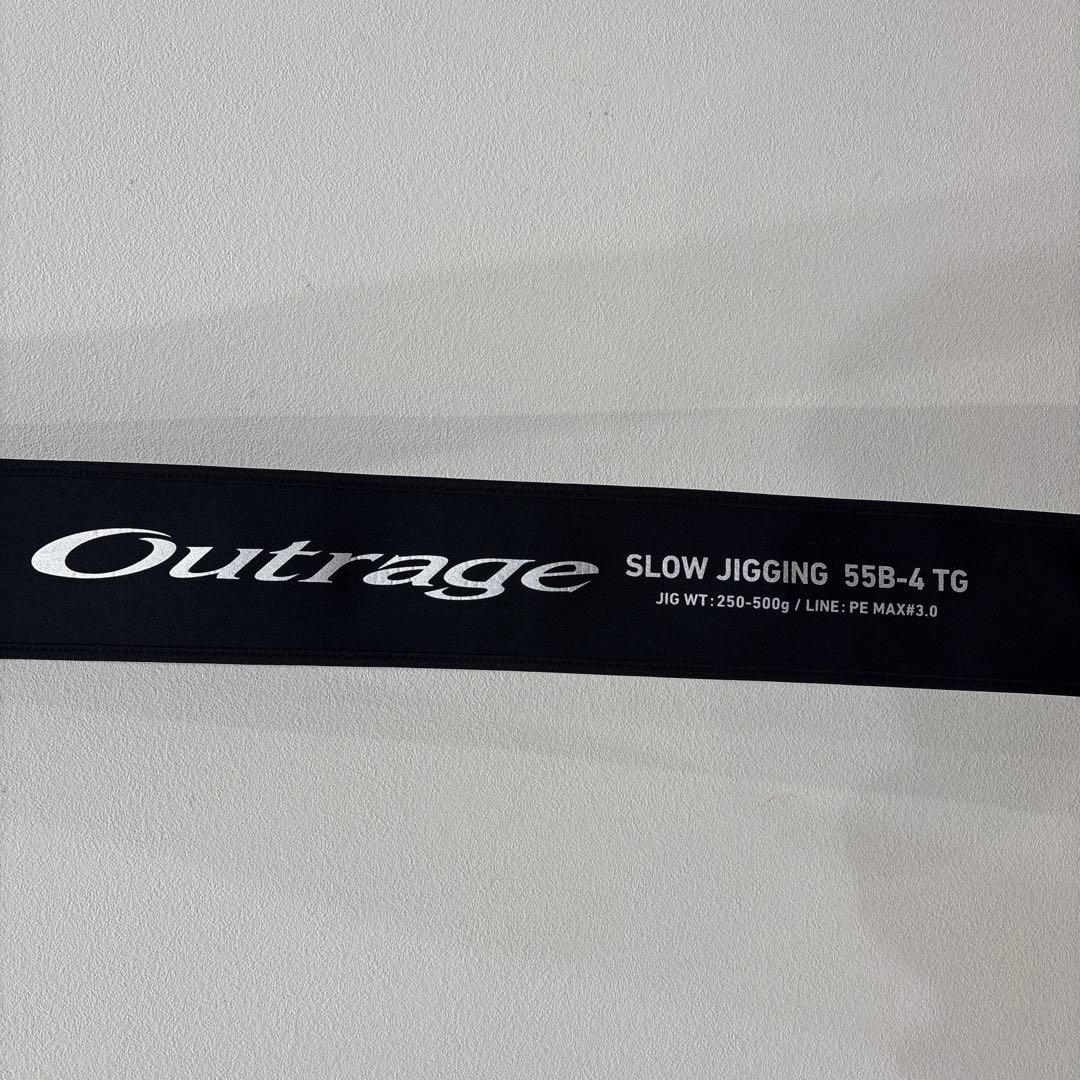 Outrage SLOW JIGGING 55B-4 TG
JIG WT:250-500g / LINE:PE MAX#3.0